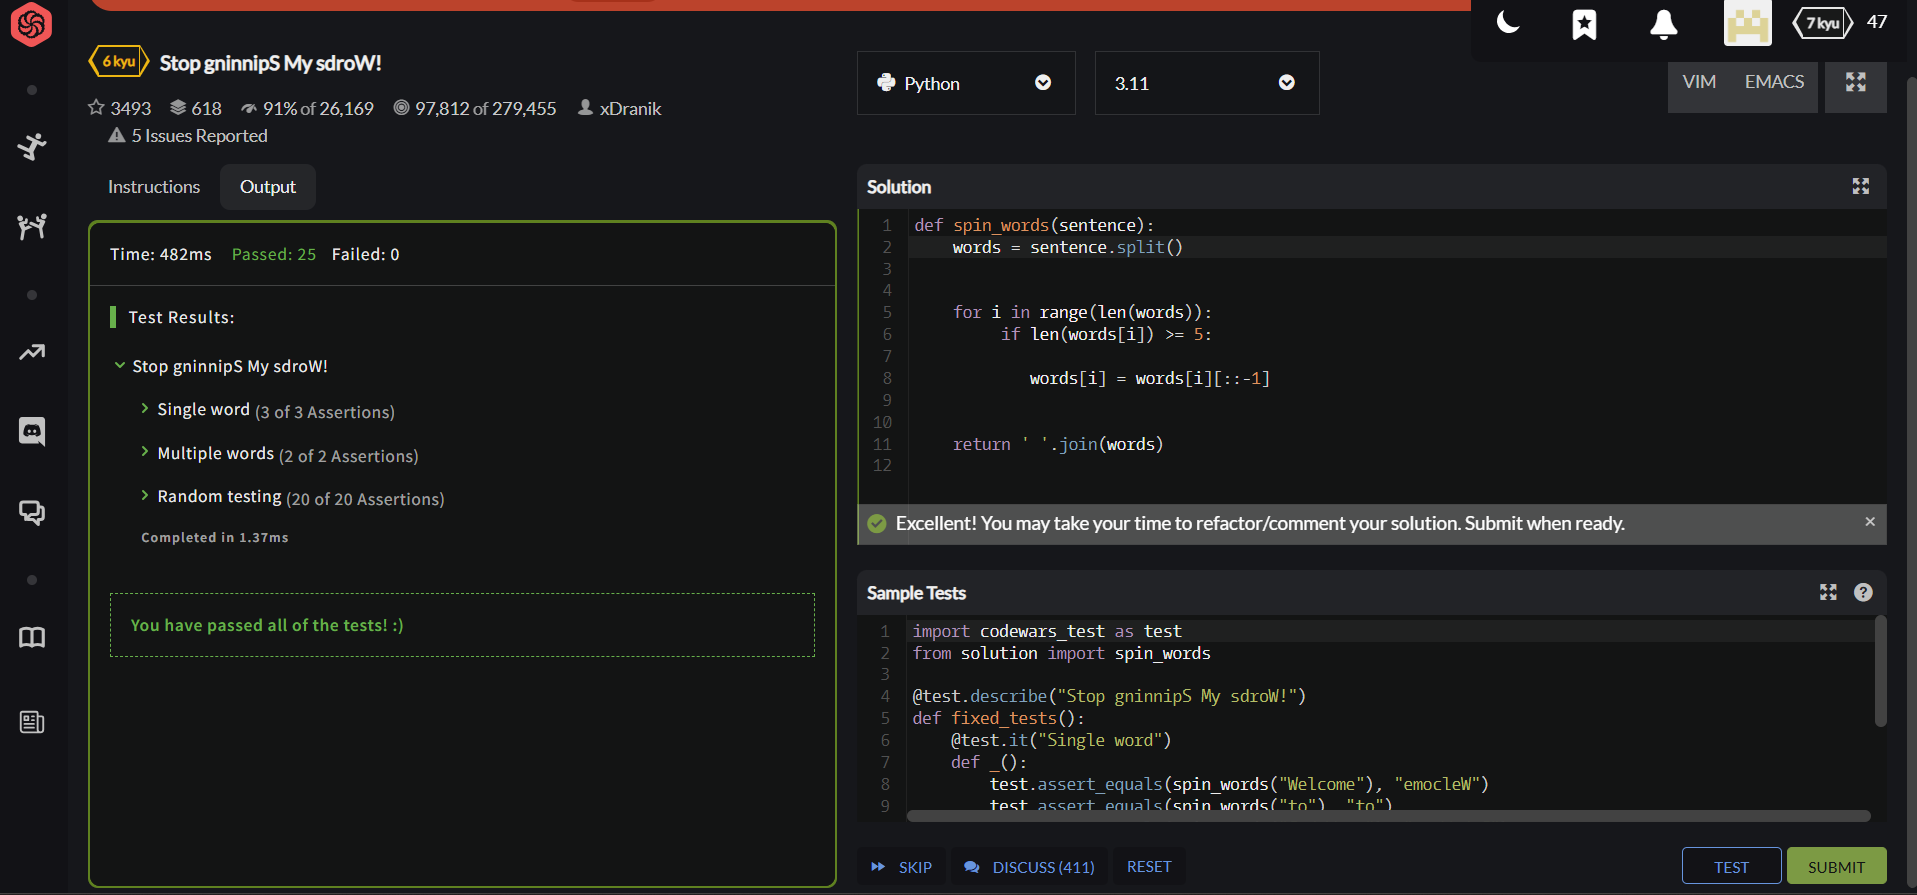 7 kyu 47
6 kyu Stop gninnipS My sdroW!
3493 618 91% of 26,169 97,812 of 279,455 xDranik
5 Issues Reported
Python 3.11
VIM EMACS
Instructions Output
Time: 482ms Passed: 25 Failed: 0
Test Results:
Stop gninnipS My sdroW!
Single word (3 of 3 Assertions)
Multiple words (2 of 2 Assertions)
Random testing (20 of 20 Assertions)
Completed in 1.37ms
You have passed all of the tests! :)
Solution
1 def spin_words(sentence):
2     words = sentence.split()
3
4
5     for i in range(len(words)):
6          if len(words[i]) >= 5:
7
8             words[i] = words[i][::-1]
9
10
11     return ' '.join(words)
12
Excellent! You may take your time to refactor/comment your solution. Submit when ready. ×
Sample Tests ?
1 import codewars_test as test
2 from solution import spin_words
3
4 @test.describe("Stop gninnipS My sdroW!")
5 def fixed_tests():
6     @test.it("Single word")
7     def _():
8         test.assert_equals(spin_words("Welcome"), "emocleW")
9         test.assert_equals(spin_words("to"), "to")
SKIP DISCUSS (411) RESET TEST SUBMIT